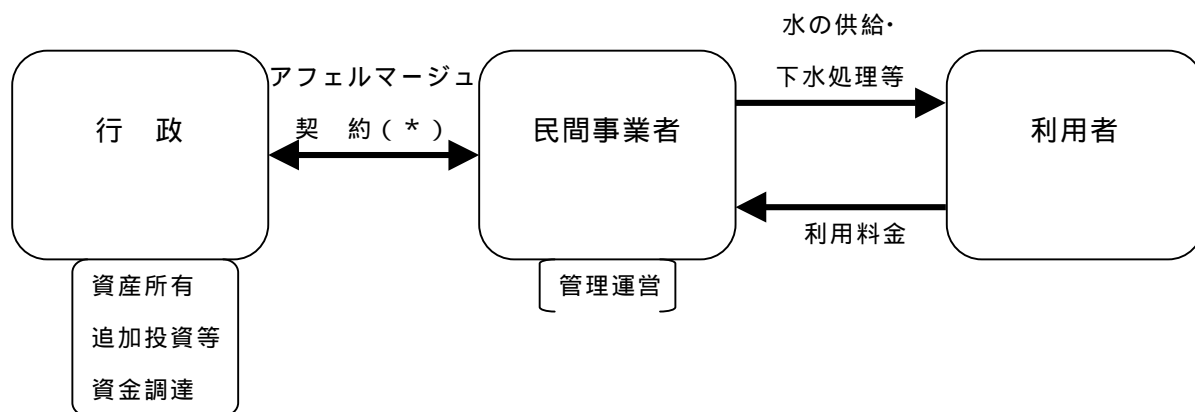 行 政
資産所有
追加投資等
資金調達
アフェルマージュ
契 約(*)
民間事業者
管理運営
水の供給・
下水処理等
利用料金
利用者